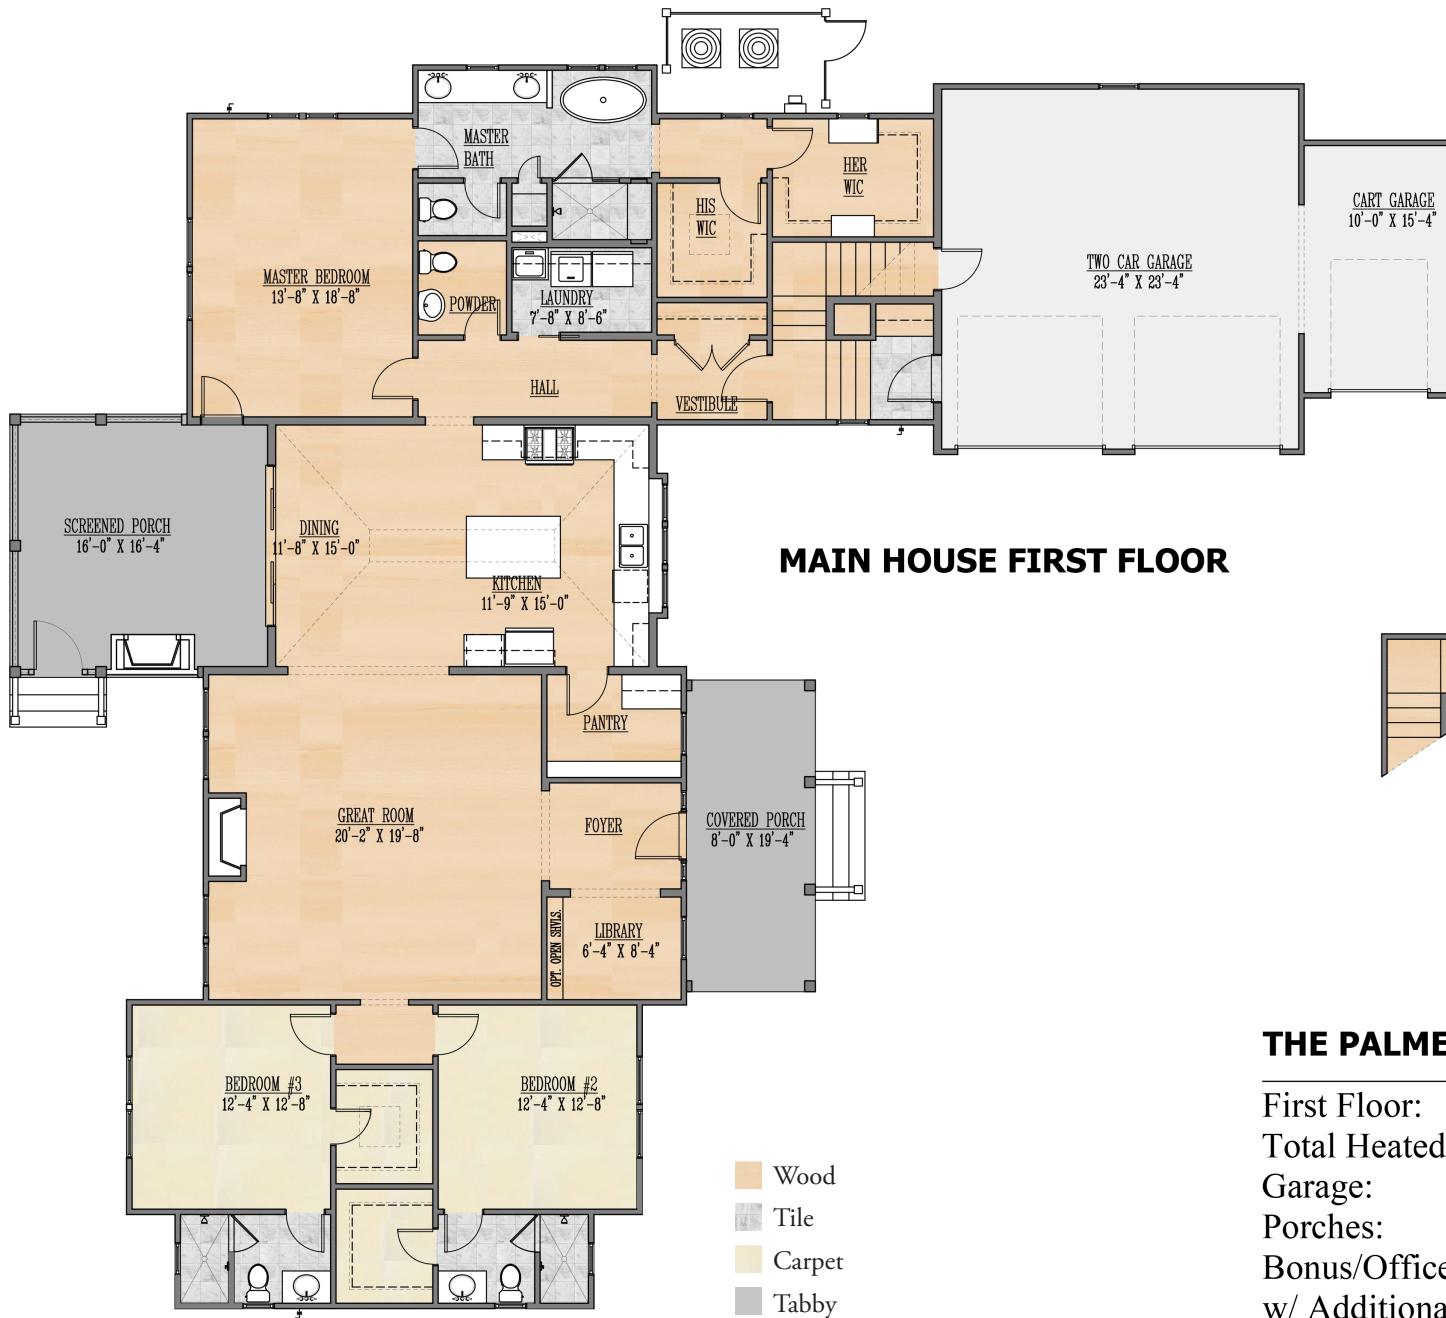 MASTER
BATH
HER
WIC
HIS
WIC
CART GARAGE
10'-0" X 15'-4"
MASTER BEDROOM
13'-8" X 18'-8"
POWDER
LAUNDRY
7'-8" X 8'-6"
TWO CAR GARAGE
23'-4" X 23'-4"
HALL
VESTIBULE
SCREENED PORCH
16'-0" X 16'-4"
DINING
11'-8" X 15'-0"
KITCHEN
11'-9" X 15'-0"
MAIN HOUSE FIRST FLOOR
PANTRY
GREAT ROOM
20'-2" X 19'-8"
FOYER
COVERED PORCH
8'-0" X 19'-4"
OPT. OPEN SHVLS.
LIBRARY
6'-4" X 8'-4"
BEDROOM #3
12'-4" X 12'-8"
BEDROOM #2
12'-4" X 12'-8"
Wood
Tile
Carpet
Tabby
THE PALME
First Floor:
Total Heated
Garage:
Porches:
Bonus/Office
w/ Additiona